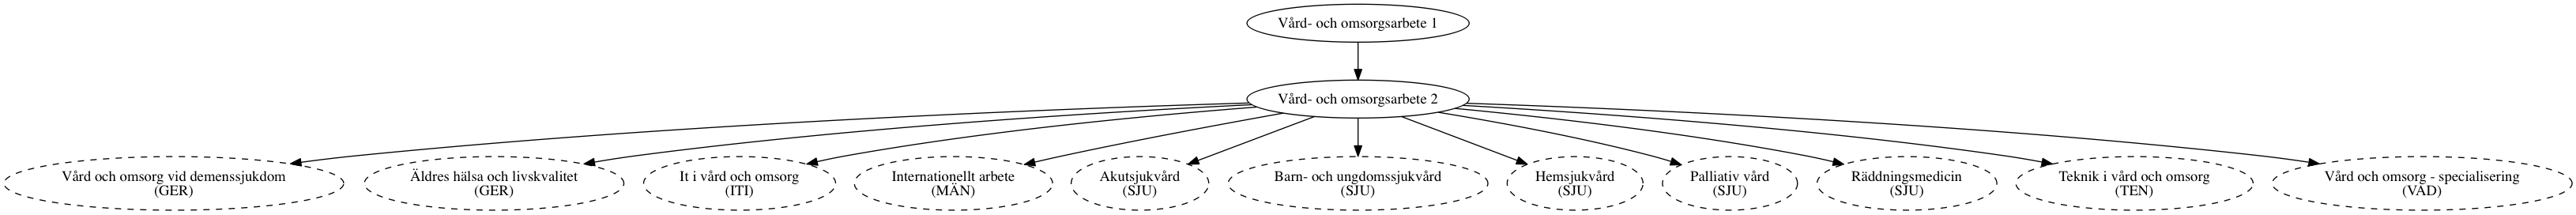 Vård- och omsorgsarbete 1
Vård- och omsorgsarbete 2
Vård och omsorg vid demenssjukdom
(GER)
Äldres hälsa och livskvalitet
(GER)
It i vård och omsorg
(ITI)
Internationellt arbete
(MÄN)
Akutsjukvård
(SJU)
Barn- och ungdomssjukvård
(SJU)
Hemsjukvård
(SJU)
Palliativ vård
(SJU)
Räddningsmedicin
(SJU)
Teknik i vård och omsorg
(TEN)
Vård och omsorg - specialisering
(VAD)